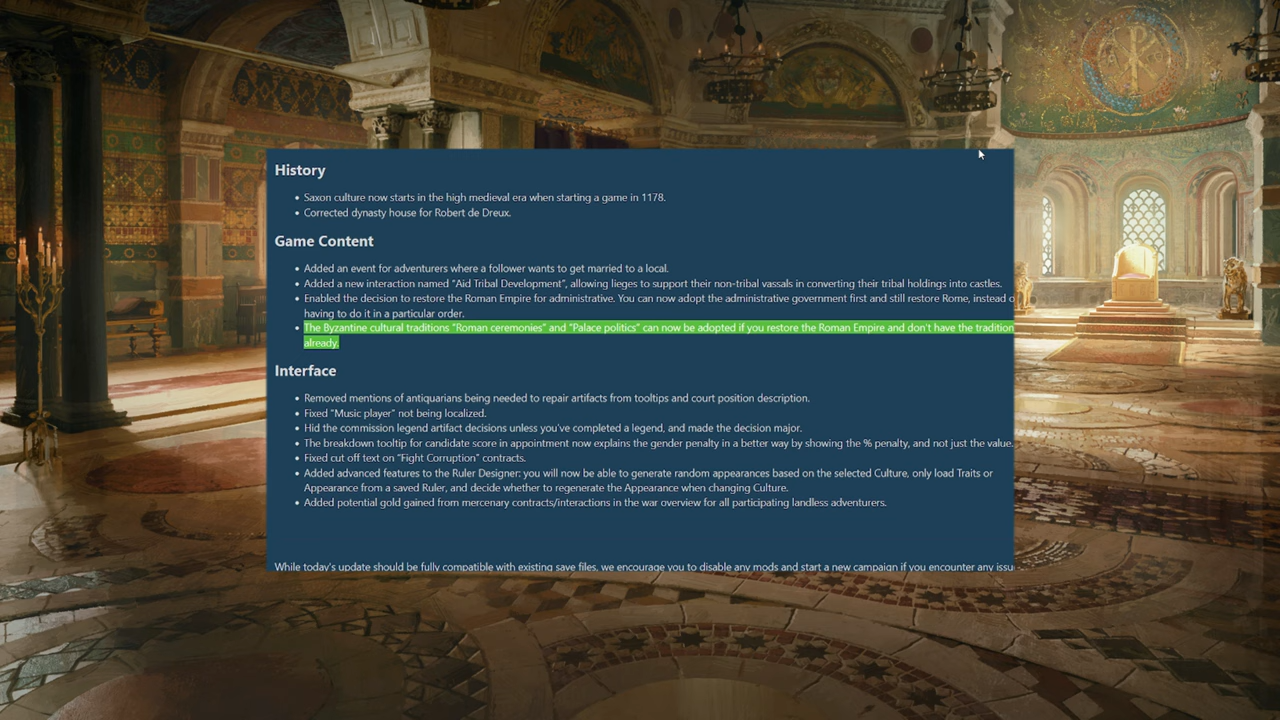 History
• Saxon culture now starts in the high medieval era when starting a game in 1178.
• Corrected dynasty house for Robert de Dreux.
Game Content
• Added an event for adventurers where a follower wants to get married to a local.
• Added a new interaction named "Aid Tribal Development", allowing lieges to support their non-tribal vassals in converting their tribal holdings into castles.
• Enabled the decision to restore the Roman Empire for administrative. You can now adopt the administrative government first and still restore Rome, instead o
having to do it in a particular order.
• The Byzantine cultural traditions "Roman ceremonies" and "Palace politics" can now be adopted if you restore the Roman Empire and don't have the tradition
already.
Interface
• Removed mentions of antiquarians being needed to repair artifacts from tooltips and court position description.
• Fixed "Music player" not being localized.
• Hid the commission legend artifact decisions unless you've completed a legend, and made the decision major.
• The breakdown tooltip for candidate score in appointment now explains the gender penalty in a better way by showing the % penalty, and not just the value.
• Fixed cut off text on "Fight Corruption" contracts.
• Added advanced features to the Ruler Designer: you will now be able to generate random appearances based on the selected Culture, only load Traits or
Appearance from a saved Ruler, and decide whether to regenerate the Appearance when changing Culture.
• Added potential gold gained from mercenary contracts/interactions in the war overview for all participating landless adventurers.
While today's update should be fully compatible with existing save files, we encourage you to disable any mods and start a new campaign if you encounter any issu